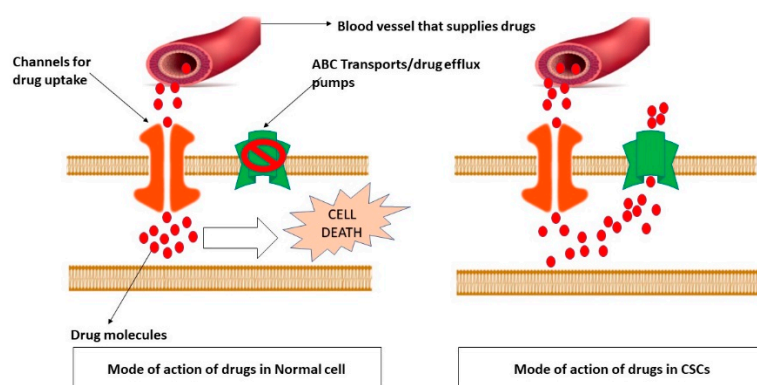 Blood vessel that supplies drugs
Channels for
drug uptake
ABC Transports/drug efflux
pumps
CELL
DEATH
Drug molecules
Mode of action of drugs in Normal cell
Mode of action of drugs in CSCs